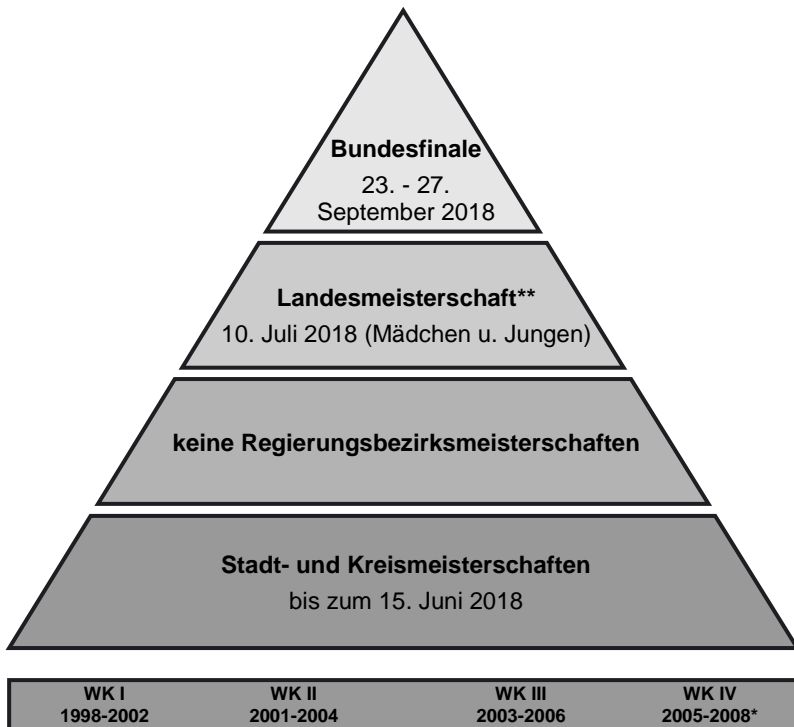 Bundesfinale
23. - 27.
September 2018
Landesmeisterschaft**
10. Juli 2018 (Mädchen u. Jungen)
keine Regierungsbezirksmeisterschaften
Stadt- und Kreismeisterschaften
bis zum 15. Juni 2018
WK I WK II WK III WK IV
1998-2002 2001-2004 2003-2006 2005-2008*